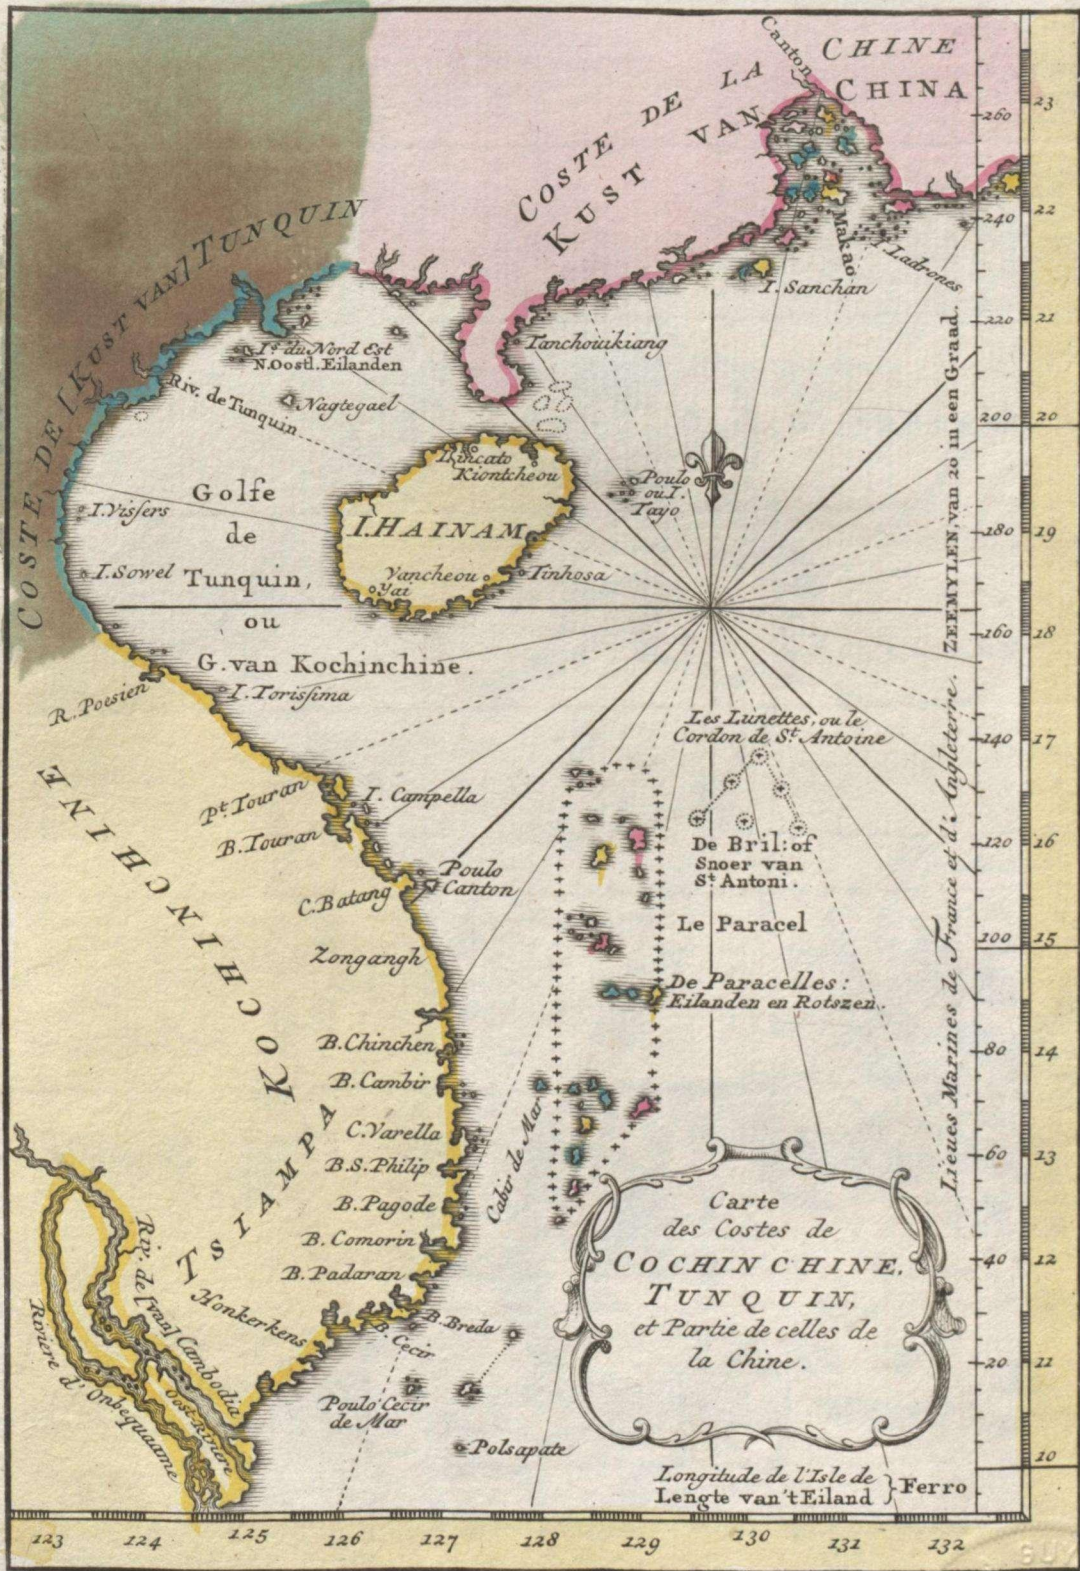 CHINE
CHINA
Canton
COSTE DE LA
KUST VAN
COSTE DE [KUST VAN] TUNQUIN
Makao
I Ladrones
I. Sanchan
Is du Nord Est
N.Oostl. Eilanden
Tanchouikiang
Riv. de Tunquin
Nagtegael
Kiontcheou
Poulo
ou I.
Tayo
Golfe
de
Tunquin,
ou
G. van Kochinchine.
I. Vissers
I. Sowel
I. HAINAM
Yancheou
Yai
Tinhosa
R. Poesien
I. Torissima
KOCHINCHINE
Pt. Touran
I. Campella
B. Touran
Poulo
Canton
C. Batang
Zongangh
B. Chinchen
B. Cambir
C. Varella
B. S. Philip
B. Pagode
B. Comorin
B. Padaran
TSIAMPA
Honkerkens
B. Breda
B. Cecir
Poulo Cecir
de Mar
Polsapate
Cabir de Mar
Riv. de [van] Cambodia
Oost-Riviere
Riviere d'Onbequaame
Les Lunettes, ou le
Cordon de St. Antoine
De Bril: of
Snoer van
St. Antoni.
Le Paracel
De Paracelles:
Eilanden en Rotszen.
Lieues Marines de France et d'Angleterre. ZEEMYLEN, van 20 in een Graad.
260
240
220
200
180
160
140
120
100
80
60
40
20
23
22
21
20
19
18
17
16
15
14
13
12
11
10
Carte
des Costes de
COCHINCHINE,
TUNQUIN,
et Partie de celles de
la Chine.
Longitude de l'Isle de
Lengte van 't Eiland } Ferro
123 124 125 126 127 128 129 130 131 132